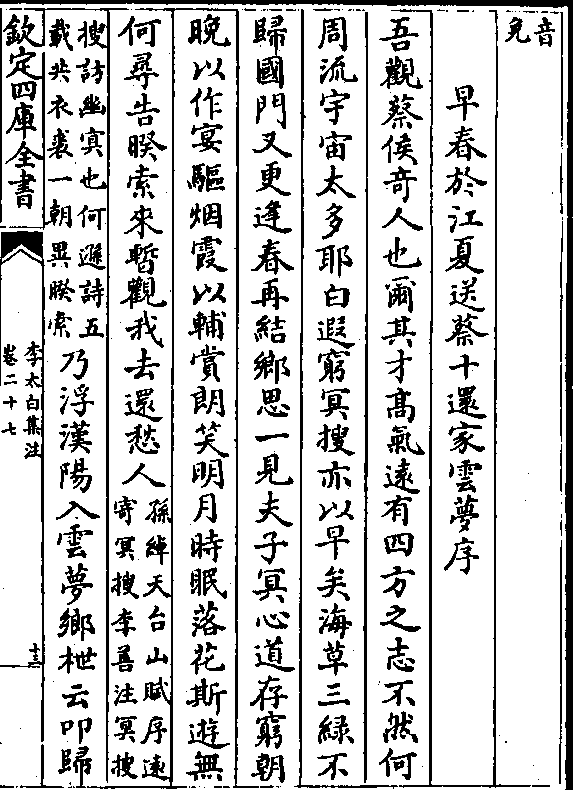 音
免
早春於江夏送蔡十還家雲夢序
吾觀蔡侯竒人也爾其才髙氣遠有四方之志不然何
周流宇宙太多耶白遐窮冥搜亦以早矣海草三緑不
歸國門又更逢春再結鄉思一見夫子冥心道存窮朝
晚以作宴驅烟霞以輔賞朗笑明月時眠落花斯遊無
何尋告暌索來暫觀我去還愁人
孫綽天台山賦序遠
寄冥搜李善注冥搜
搜訪幽冥也何遜詩五
載共衣裘一朝異暌索
乃浮漢陽入雲夢鄉枻云叩歸
欽定四庫全書
李太白集注
卷二十七
十三